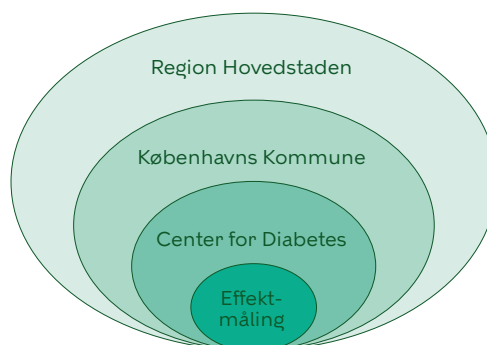 Region Hovedstaden
Københavns Kommune
Center for Diabetes
Effekt-
måling